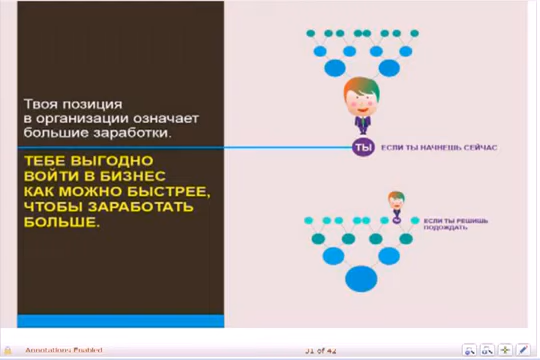 Твоя позиция
в организации означает
большие заработки.
ТЕБЕ ВЫГОДНО
ВОЙТИ В БИЗНЕС
КАК МОЖНО БЫСТРЕЕ,
ЧТОБЫ ЗАРАБОТАТЬ
БОЛЬШЕ.
ТЫ
ЕСЛИ ТЫ НАЧНЕШЬ СЕЙЧАС
ЕСЛИ ТЫ РЕШИШЬ
ПОДОЖДАТЬ
Annotations Enabled
31 of 42